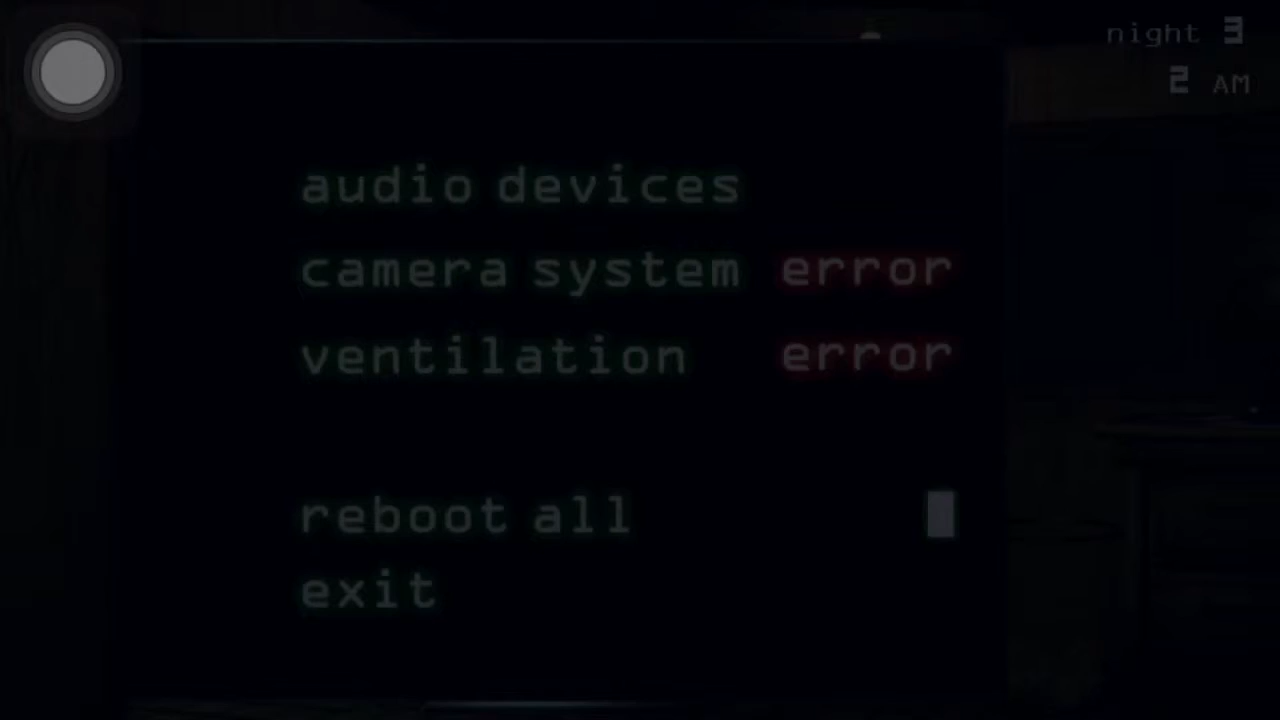 night 3
2 AM
audio devices
camera system error
ventilation error
reboot all
exit